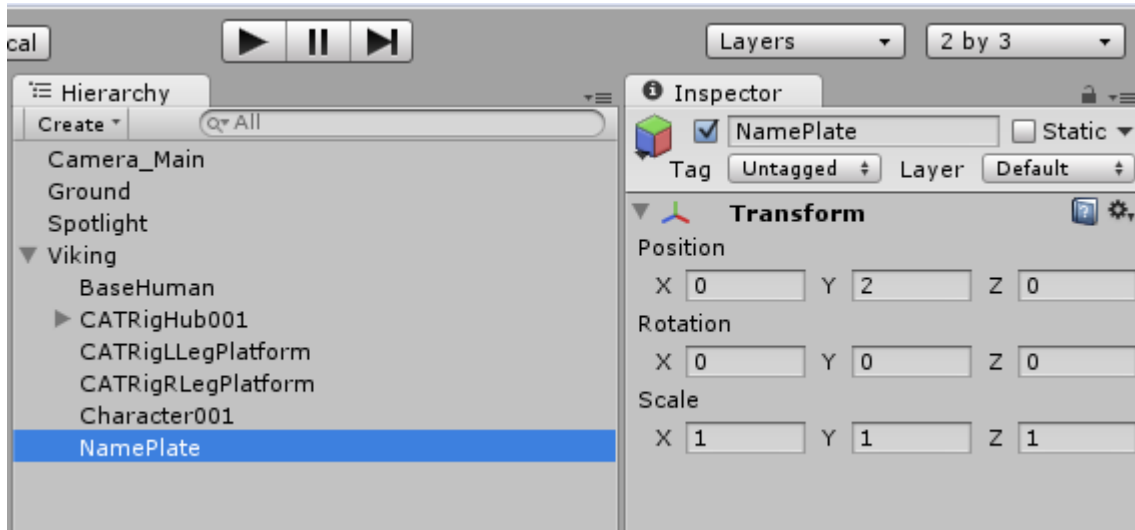 cal
Layers
2 by 3
Hierarchy
Create
All
Camera_Main
Ground
Spotlight
Viking
BaseHuman
CATRigHub001
CATRigLLegPlatform
CATRigRLegPlatform
Character001
NamePlate
Inspector
NamePlate
Static
Tag Untagged Layer Default
Transform
Position
X 0 Y 2 Z 0
Rotation
X 0 Y 0 Z 0
Scale
X 1 Y 1 Z 1